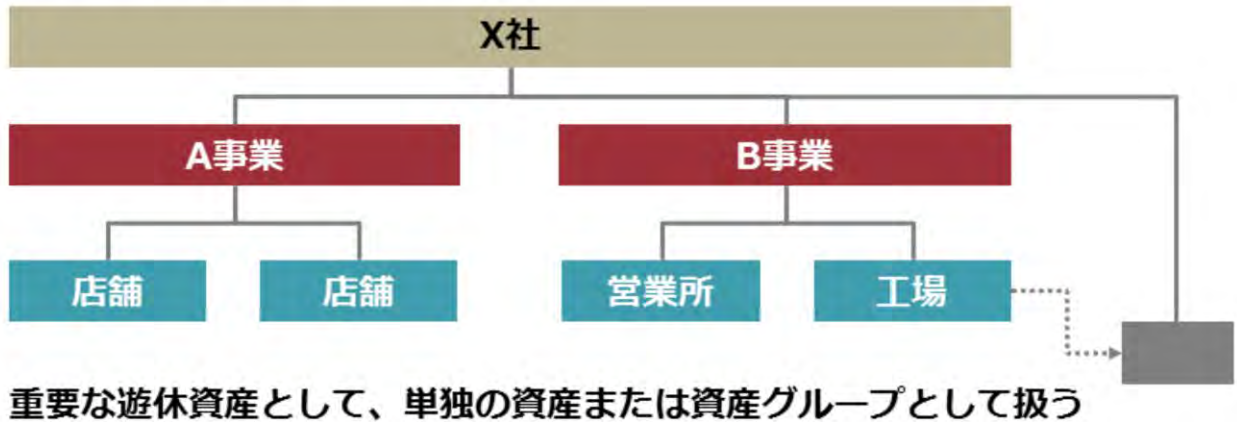 X社
A事業
B事業
店舗
店舗
営業所
工場
重要な遊休資産として、単独の資産または資産グループとして扱う